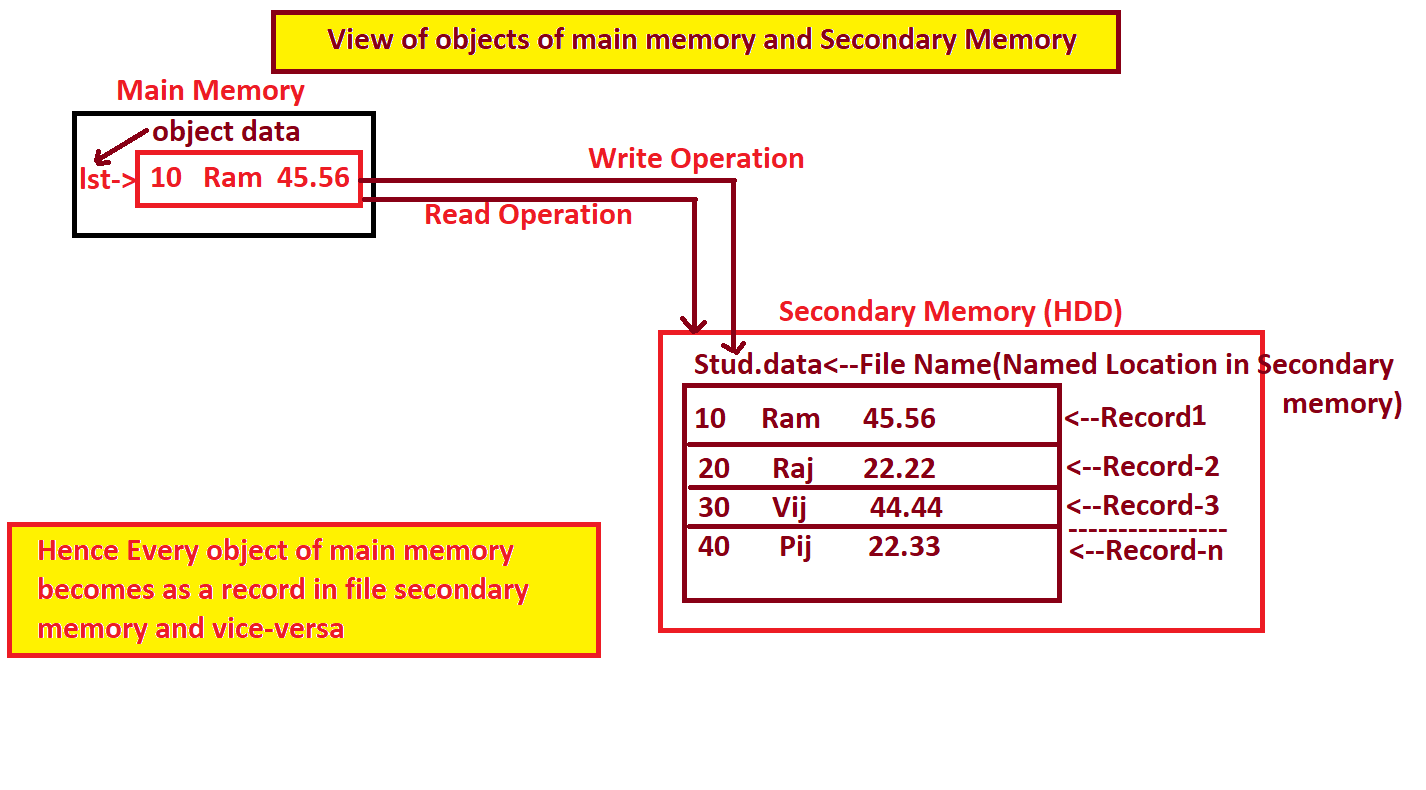 View of objects of main memory and Secondary Memory
Main Memory
object data
lst-> 10 Ram 45.56
Write Operation
Read Operation
Secondary Memory (HDD)
Stud.data<--File Name(Named Location in Secondary
memory)
10 Ram 45.56 <--Record1
20 Raj 22.22 <--Record-2
30 Vij 44.44 <--Record-3
----------------
40 Pij 22.33 <--Record-n
Hence Every object of main memory
becomes as a record in file secondary
memory and vice-versa